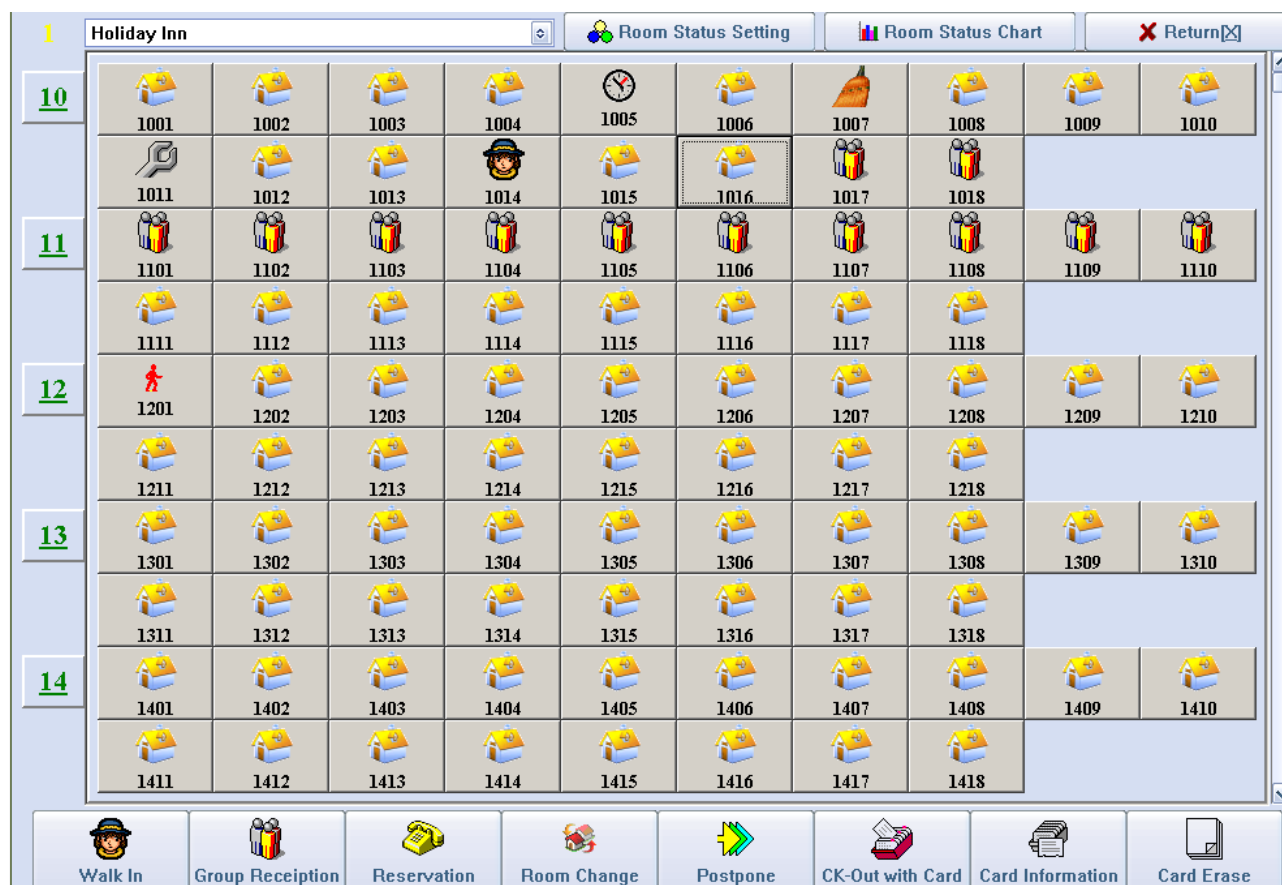 1 Holiday Inn Room Status Setting Room Status Chart Return[X]
10
1001 1002 1003 1004 1005 1006 1007 1008 1009 1010
1011 1012 1013 1014 1015 1016 1017 1018
11
1101 1102 1103 1104 1105 1106 1107 1108 1109 1110
1111 1112 1113 1114 1115 1116 1117 1118
12
1201 1202 1203 1204 1205 1206 1207 1208 1209 1210
1211 1212 1213 1214 1215 1216 1217 1218
13
1301 1302 1303 1304 1305 1306 1307 1308 1309 1310
1311 1312 1313 1314 1315 1316 1317 1318
14
1401 1402 1403 1404 1405 1406 1407 1408 1409 1410
1411 1412 1413 1414 1415 1416 1417 1418
Walk In Group Receiption Reservation Room Change Postpone CK-Out with Card Card Information Card Erase